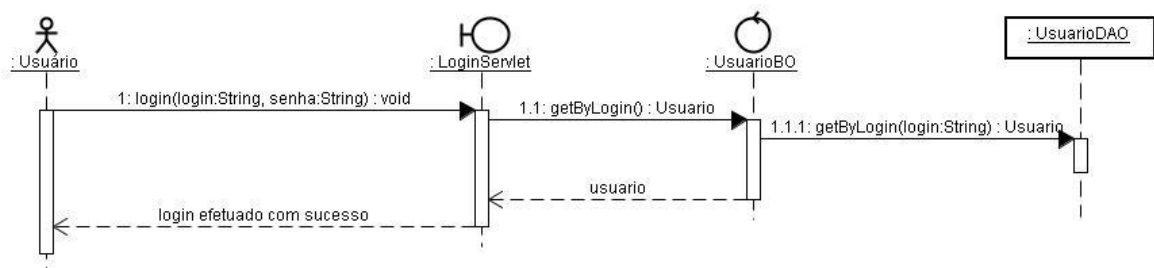 : Usuário
: LoginServlet
: UsuarioBO
: UsuarioDAO
1: login(login:String, senha:String) : void
1.1: getByLogin() : Usuario
1.1.1: getByLogin(login:String) : Usuario
usuario
login efetuado com sucesso